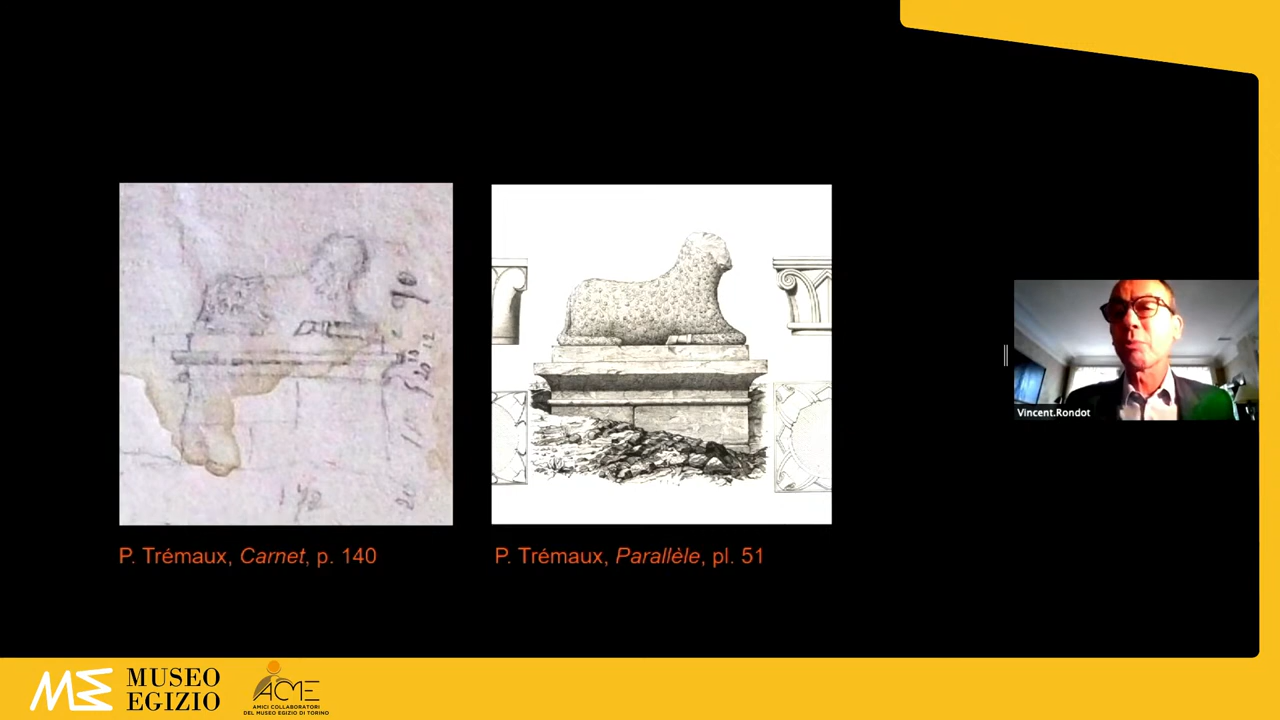 P. Trémaux, Carnet, p. 140
P. Trémaux, Parallèle, pl. 51
Vincent.Rondot
MUSEO
EGIZIO
ACME
AMICI COLLABORATORI
DEL MUSEO EGIZIO DI TORINO